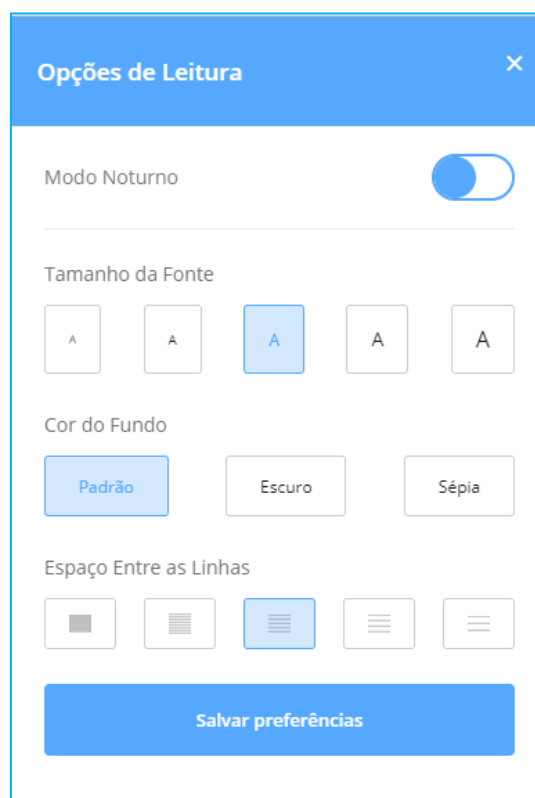 Opções de Leitura ×
Modo Noturno
Tamanho da Fonte
A A A A A
Cor do Fundo
Padrão Escuro Sépia
Espaço Entre as Linhas
Salvar preferências